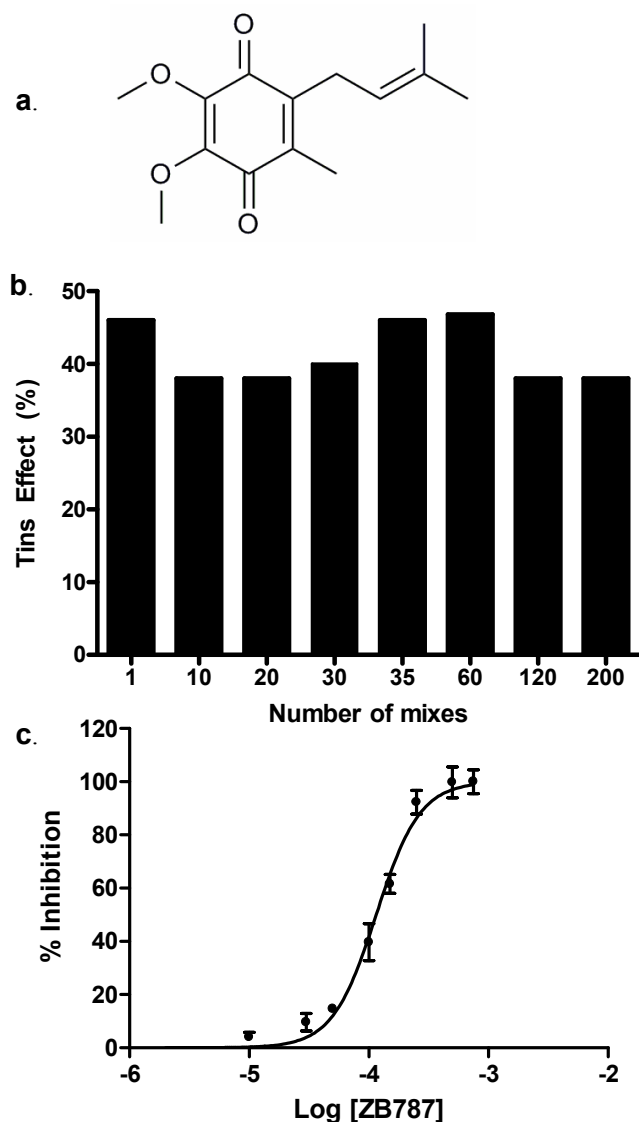 a.
O
O
O
O
b.
50
40
30
20
10
0
Tins Effect (%)
1 10 20 30 35 60 120 200
Number of mixes
c.
120
100
80
60
40
20
0
% Inhibition
-6 -5 -4 -3 -2
Log [ZB787]